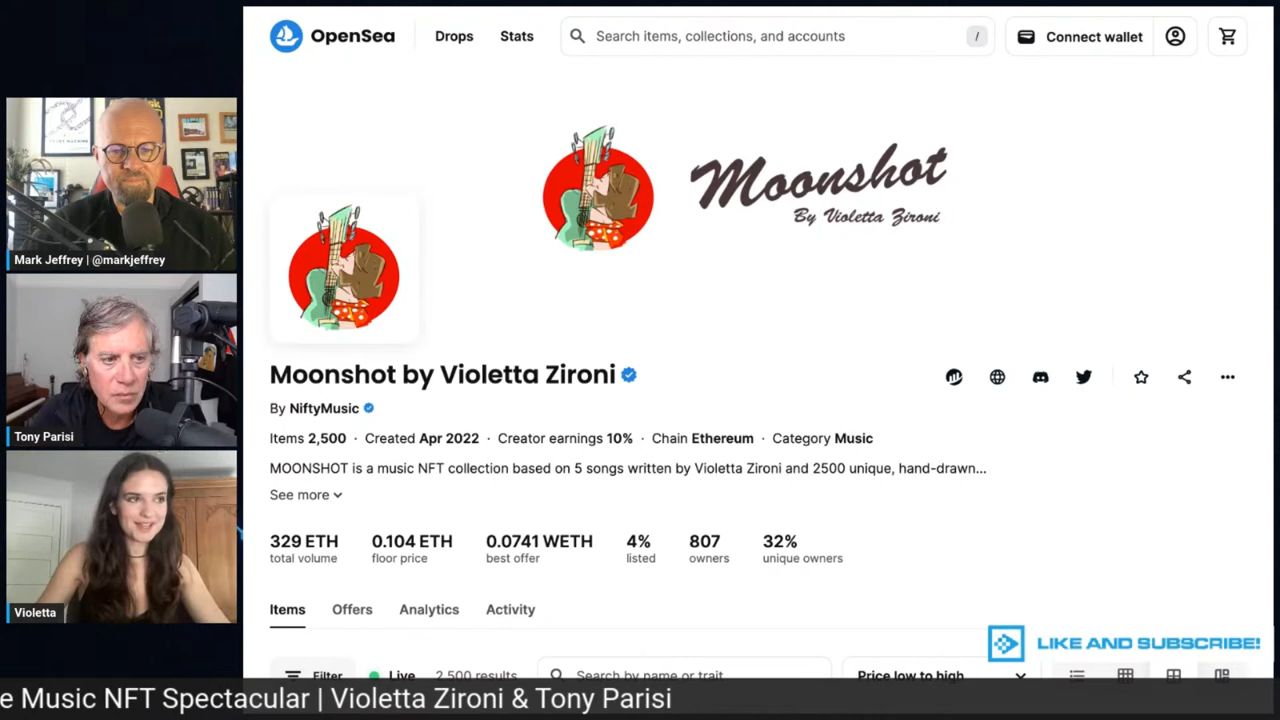 OpenSea
Drops
Stats
Search items, collections, and accounts
/
Connect wallet
Moonshot
By Violetta Zironi
Mark Jeffrey | @markjeffrey
Tony Parisi
Violetta
Moonshot by Violetta Zironi
By NiftyMusic
Items 2,500 · Created Apr 2022 · Creator earnings 10% · Chain Ethereum · Category Music
MOONSHOT is a music NFT collection based on 5 songs written by Violetta Zironi and 2500 unique, hand-drawn...
See more
329 ETH 0.104 ETH 0.0741 WETH 4% 807 32%
total volume floor price best offer listed owners unique owners
Items Offers Analytics Activity
LIKE AND SUBSCRIBE!
Filter Live 2,500 results Search by name or trait Price low to high
e Music NFT Spectacular | Violetta Zironi & Tony Parisi